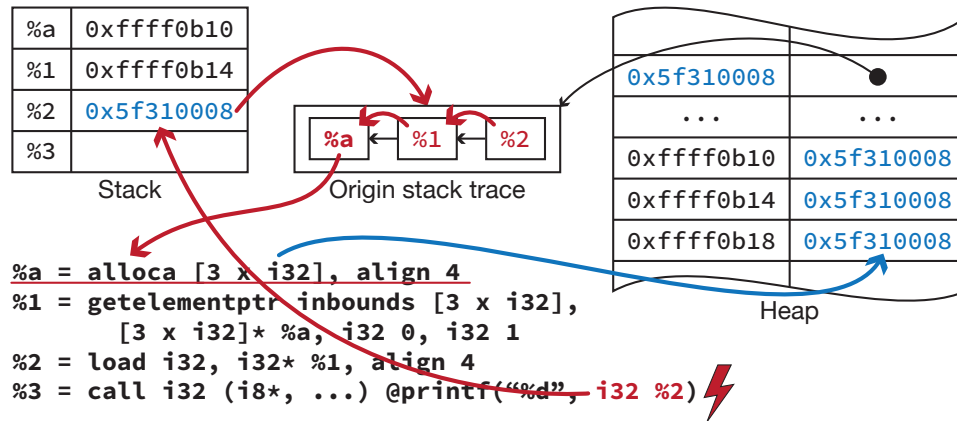 %a 0xffff0b10
%1 0xffff0b14
%2 0x5f310008
%3
Stack
%a %1 %2
Origin stack trace
0x5f310008
... ...
0xffff0b10 0x5f310008
0xffff0b14 0x5f310008
0xffff0b18 0x5f310008
Heap
%a = alloca [3 x i32], align 4
%1 = getelementptr inbounds [3 x i32],
[3 x i32]* %a, i32 0, i32 1
%2 = load i32, i32* %1, align 4
%3 = call i32 (i8*, ...) @printf(“%d”, i32 %2)